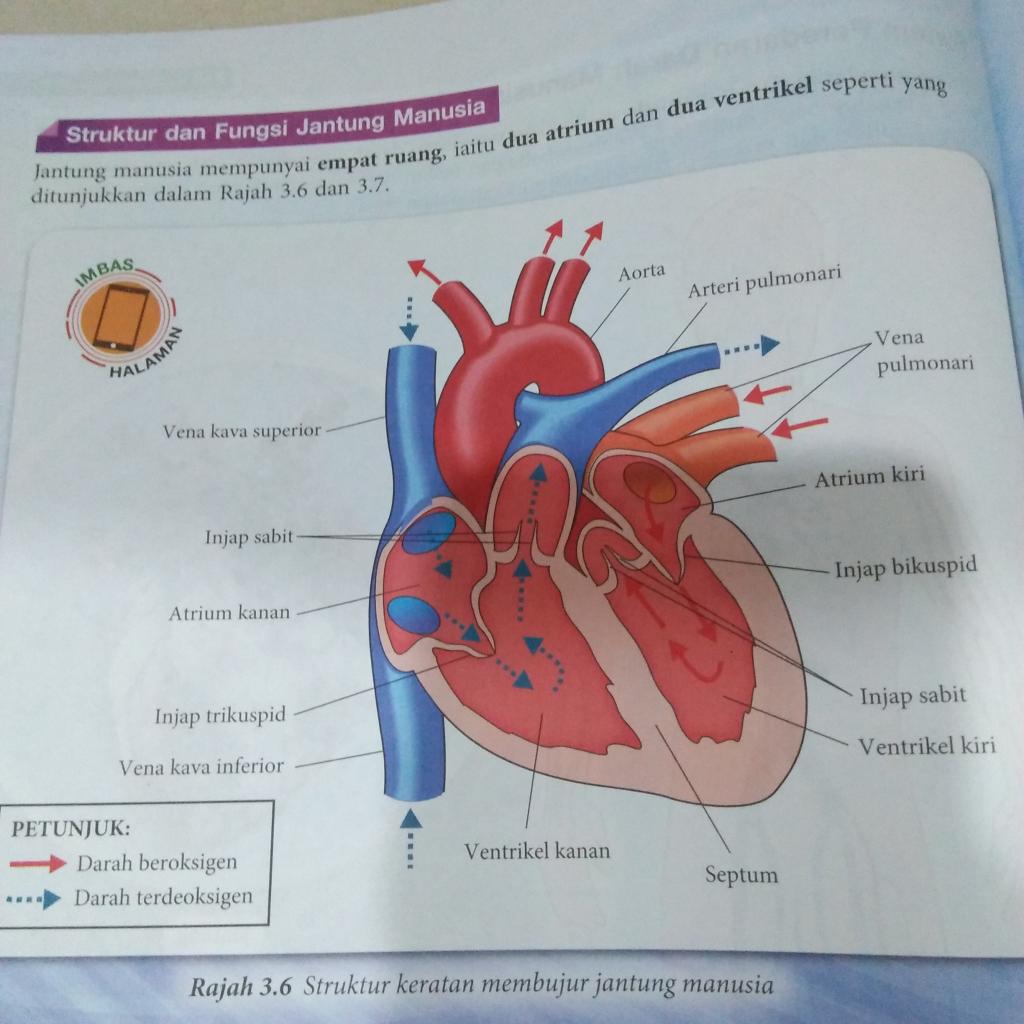 Struktur dan Fungsi Jantung Manusia
Jantung manusia mempunyai empat ruang, iaitu dua atrium dan dua ventrikel seperti yang
ditunjukkan dalam Rajah 3.6 dan 3.7.
IMBAS
HALAMAN
Aorta
Arteri pulmonari
Vena
pulmonari
Vena kava superior
Atrium kiri
Injap sabit
Injap bikuspid
Atrium kanan
Injap sabit
Injap trikuspid
Ventrikel kiri
Vena kava inferior
Ventrikel kanan
Septum
PETUNJUK:
Darah beroksigen
Darah terdeoksigen
Rajah 3.6 Struktur keratan membujur jantung manusia